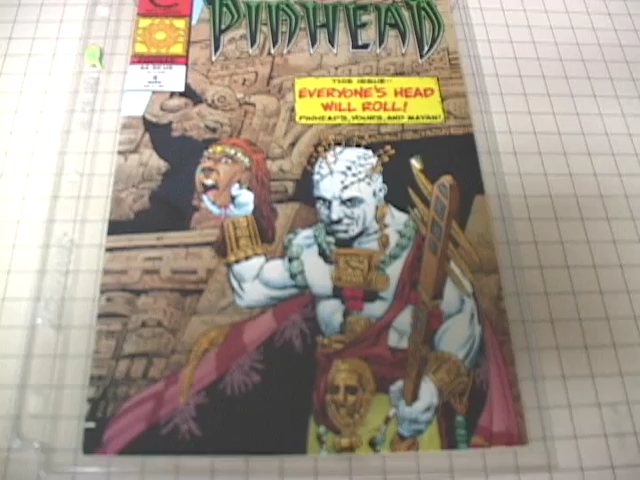 PINHEAD
THIS ISSUE--
EVERYONE'S HEAD
WILL ROLL!
PINHEAD'S, YOURS, AND MAYAN!